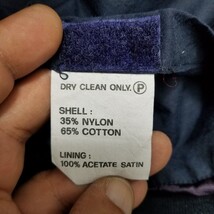 DRY CLEAN ONLY. Ⓟ
SHELL :
35% NYLON
65% COTTON
LINING :
100% ACETATE SATIN